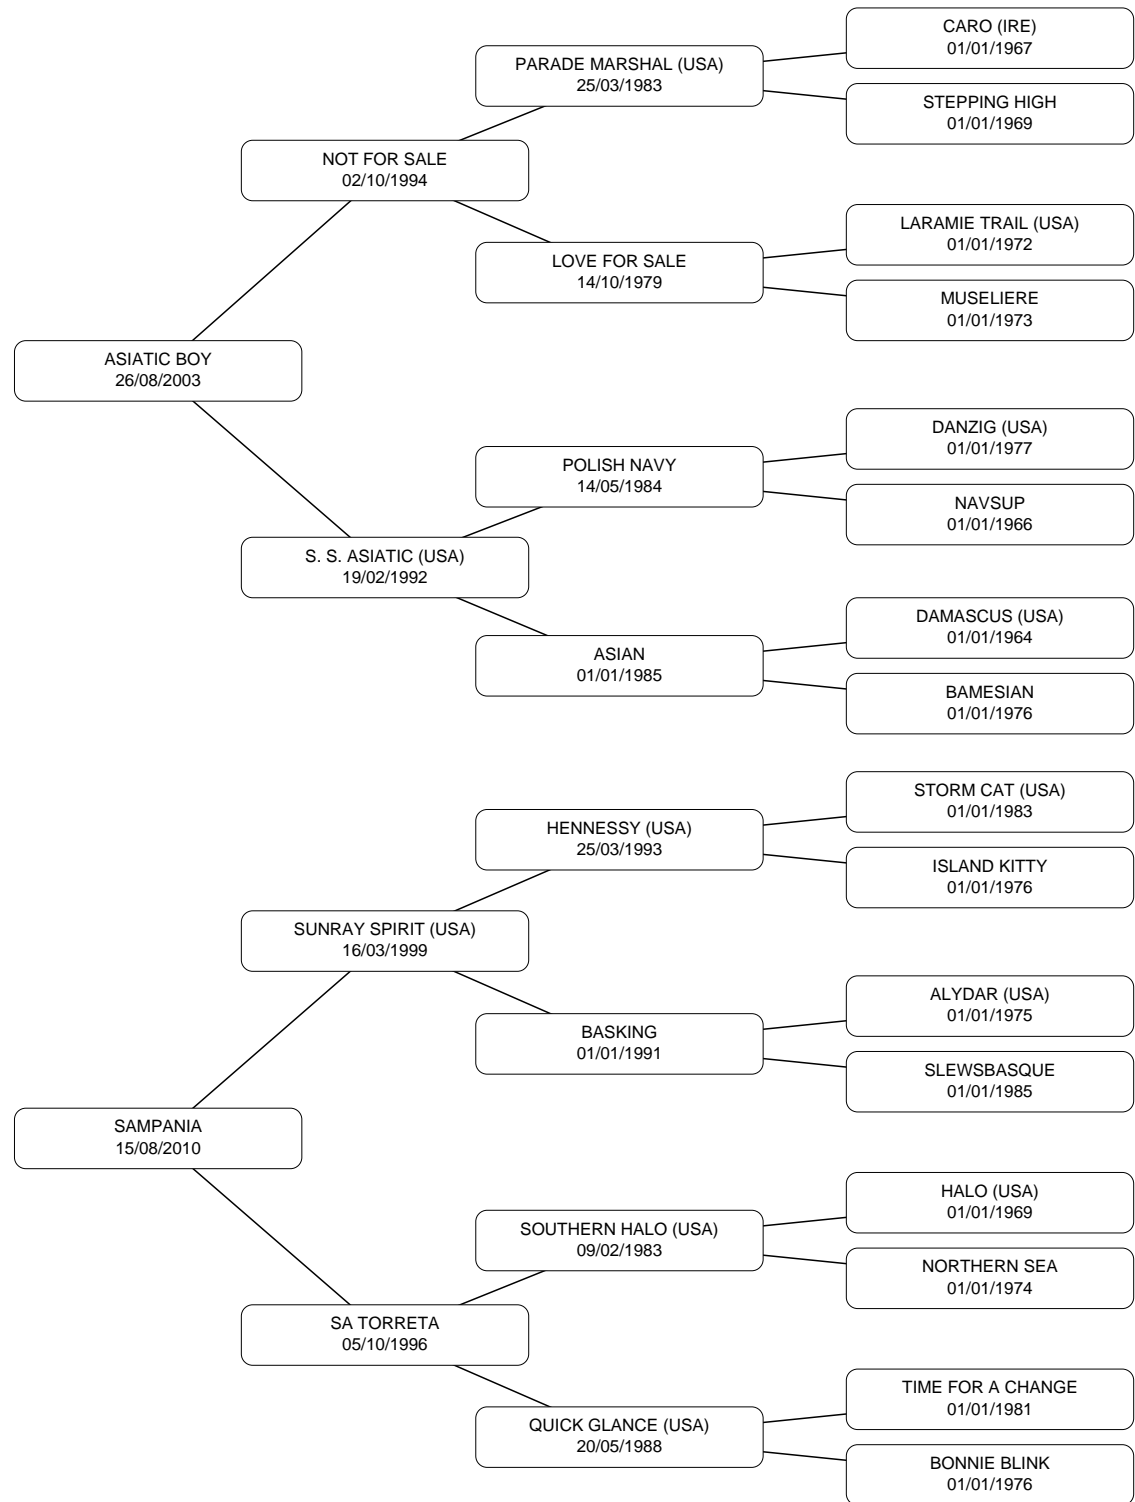 CARO (IRE)
01/01/1967
PARADE MARSHAL (USA)
25/03/1983
STEPPING HIGH
01/01/1969
NOT FOR SALE
02/10/1994
LARAMIE TRAIL (USA)
01/01/1972
LOVE FOR SALE
14/10/1979
MUSELIERE
01/01/1973
ASIATIC BOY
26/08/2003
DANZIG (USA)
01/01/1977
POLISH NAVY
14/05/1984
NAVSUP
01/01/1966
S. S. ASIATIC (USA)
19/02/1992
DAMASCUS (USA)
01/01/1964
ASIAN
01/01/1985
BAMESIAN
01/01/1976
STORM CAT (USA)
01/01/1983
HENNESSY (USA)
25/03/1993
ISLAND KITTY
01/01/1976
SUNRAY SPIRIT (USA)
16/03/1999
ALYDAR (USA)
01/01/1975
BASKING
01/01/1991
SLEWSBASQUE
01/01/1985
SAMPANIA
15/08/2010
HALO (USA)
01/01/1969
SOUTHERN HALO (USA)
09/02/1983
NORTHERN SEA
01/01/1974
SA TORRETA
05/10/1996
TIME FOR A CHANGE
01/01/1981
QUICK GLANCE (USA)
20/05/1988
BONNIE BLINK
01/01/1976